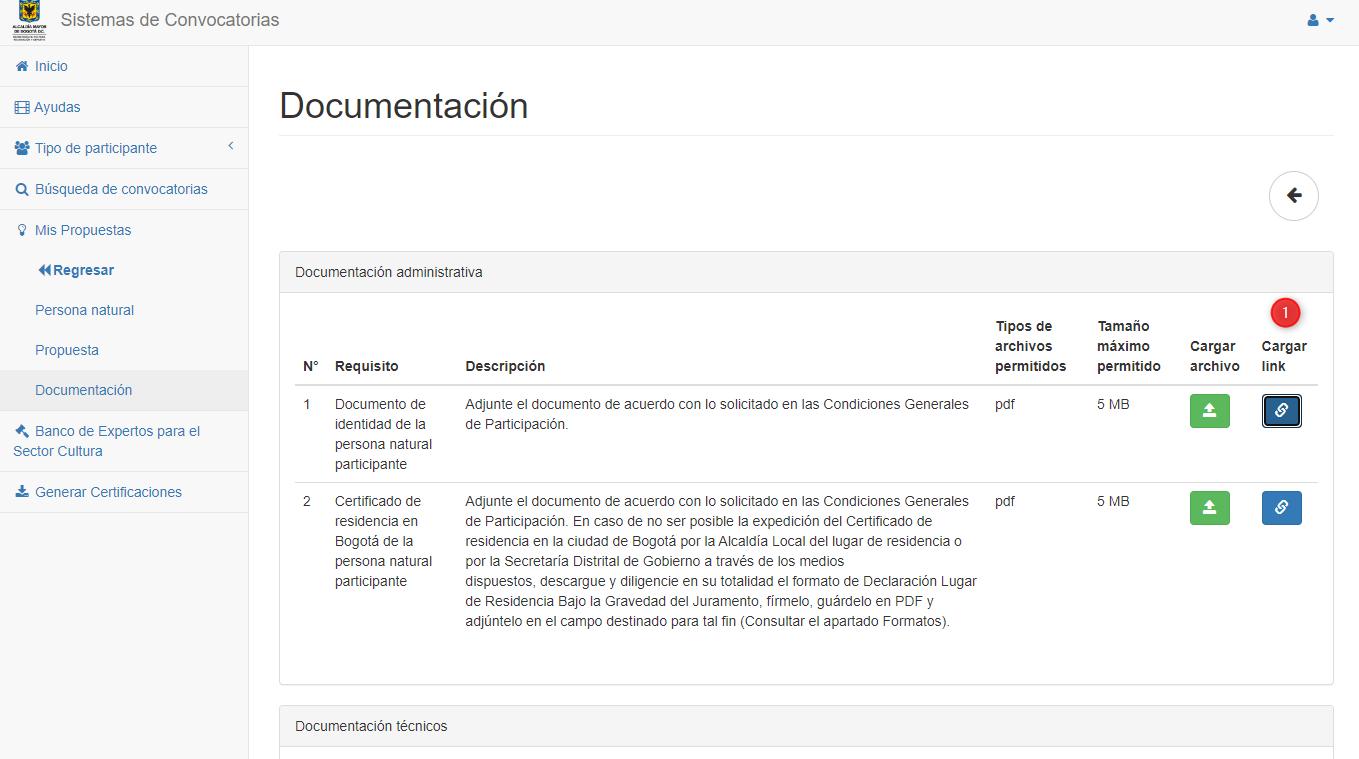 ALCALDÍA MAYOR
DE BOGOTÁ D.C.
Sistemas de Convocatorias
Inicio
Ayudas
Tipo de participante
Búsqueda de convocatorias
Mis Propuestas
Regresar
Persona natural
Propuesta
Documentación
Banco de Expertos para el
Sector Cultura
Generar Certificaciones
Documentación
Documentación administrativa
1
N° Requisito Descripción Tipos de archivos permitidos Tamaño máximo permitido Cargar archivo Cargar link
1 Documento de Adjunte el documento de acuerdo con lo solicitado en las Condiciones Generales pdf 5 MB
identidad de la de Participación.
persona natural
participante
2 Certificado de Adjunte el documento de acuerdo con lo solicitado en las Condiciones Generales pdf 5 MB
residencia en de Participación. En caso de no ser posible la expedición del Certificado de
Bogotá de la residencia en la ciudad de Bogotá por la Alcaldía Local del lugar de residencia o
persona natural por la Secretaría Distrital de Gobierno a través de los medios
participante dispuestos, descargue y diligencie en su totalidad el formato de Declaración Lugar
de Residencia Bajo la Gravedad del Juramento, fírmelo, guárdelo en PDF y
adjúntelo en el campo destinado para tal fin (Consultar el apartado Formatos).
Documentación técnicos